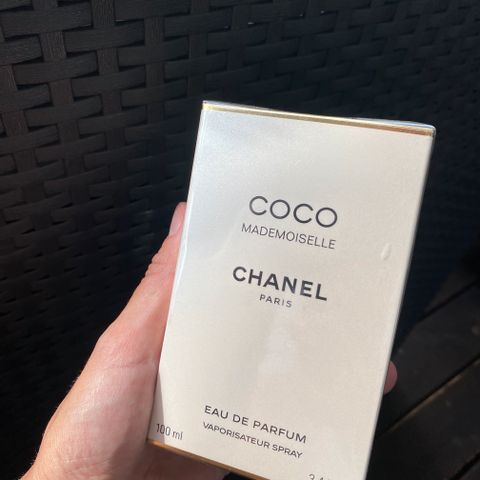 COCO
MADEMOISELLE
CHANEL
PARIS
EAU DE PARFUM
VAPORISATEUR SPRAY
100 ml